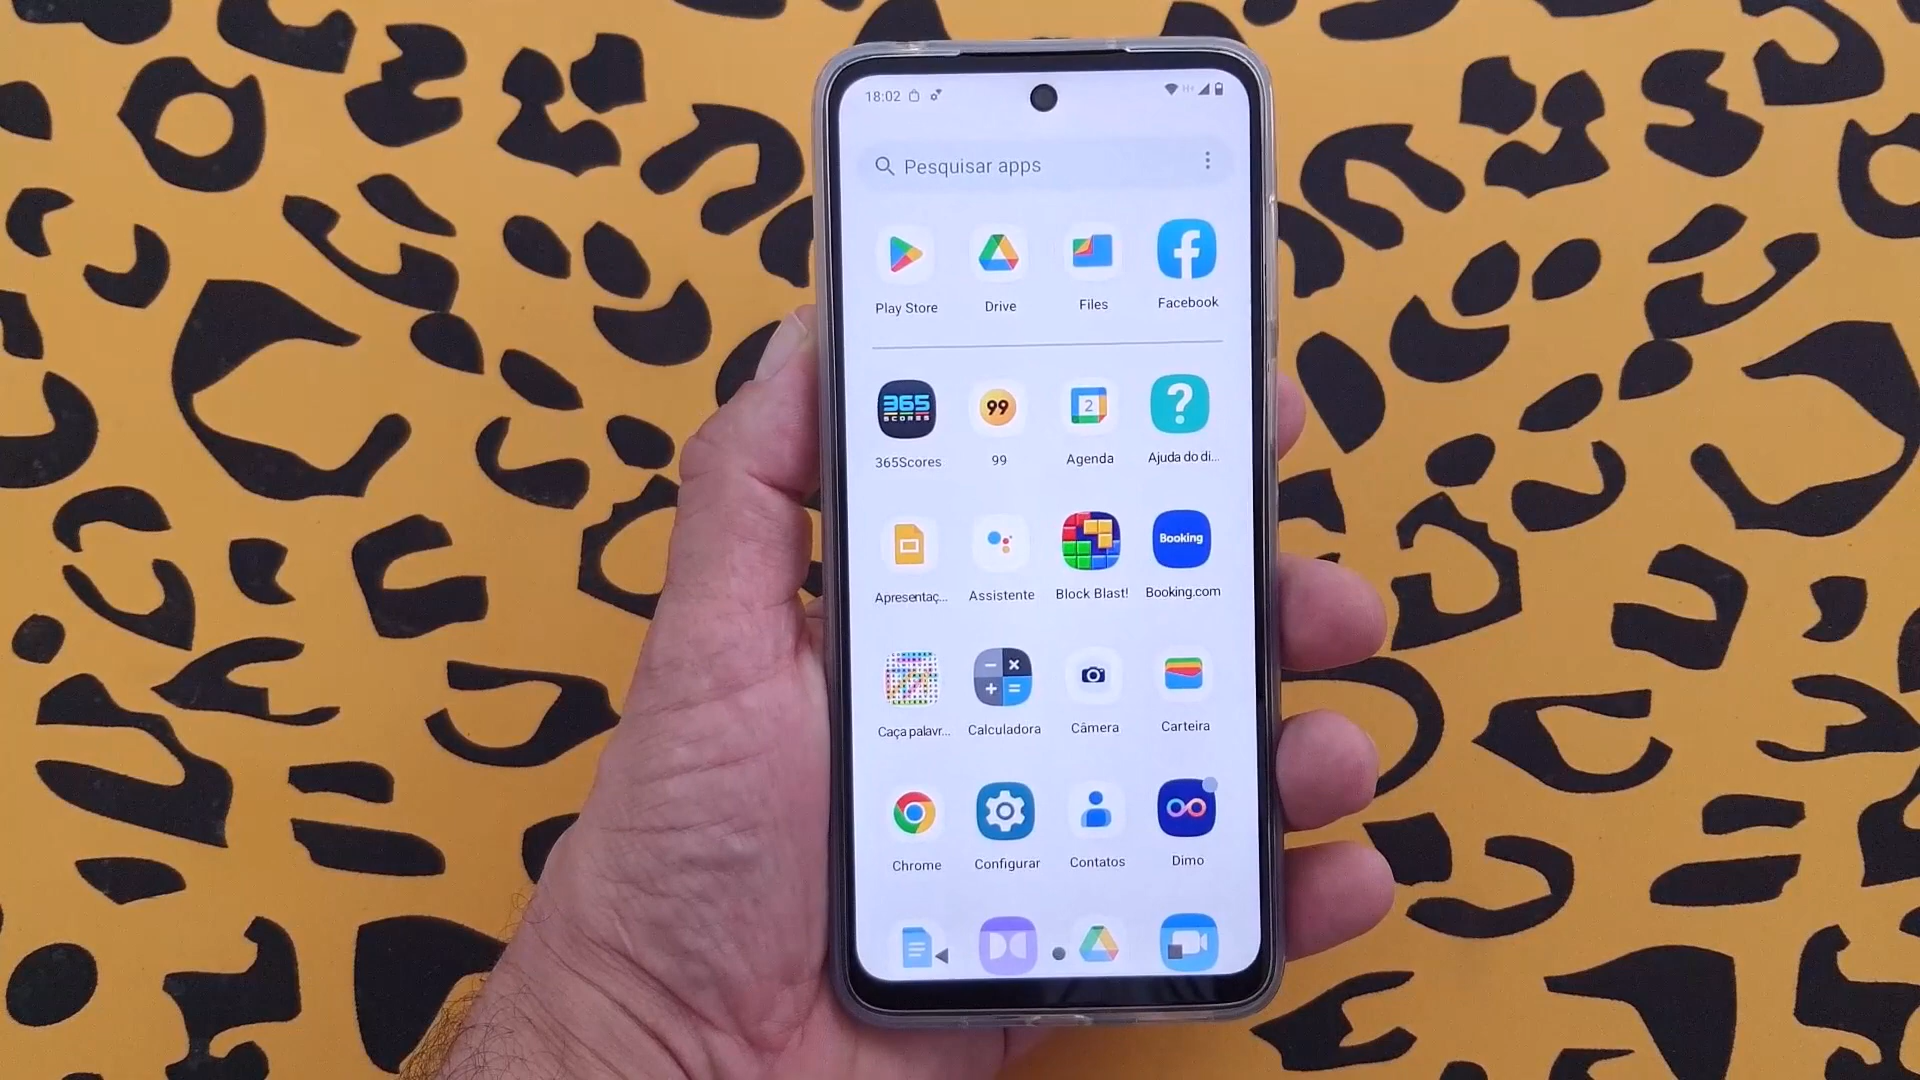 18:02 H+
Pesquisar apps
Play Store Drive Files Facebook
365 SCORES 99 2 ?
365Scores 99 Agenda Ajuda do di...
Booking
Apresentaç... Assistente Block Blast! Booking.com
Caça palavr... Calculadora Câmera Carteira
Chrome Configurar Contatos Dimo